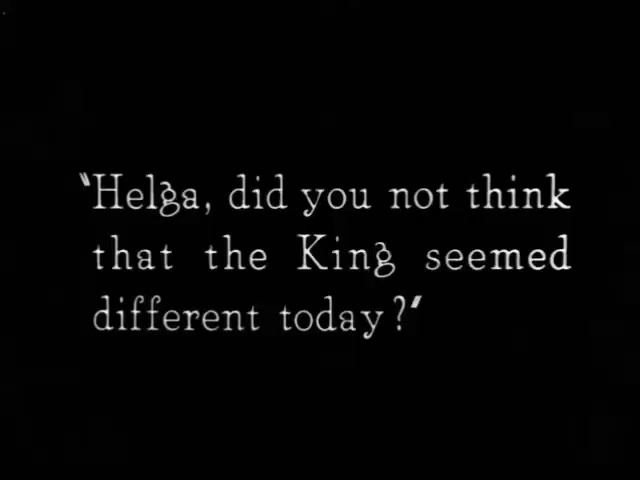 "Helga, did you not think
that the King seemed
different today?"